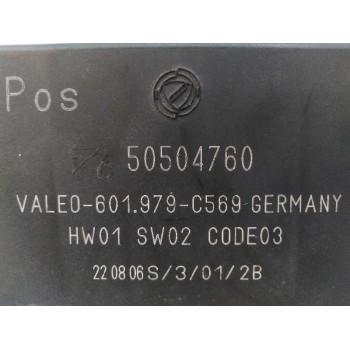 Pos
50504760
VALEO-601.979-C569 GERMANY
HW01 SW02 CODE03
220806S/3/01/2B